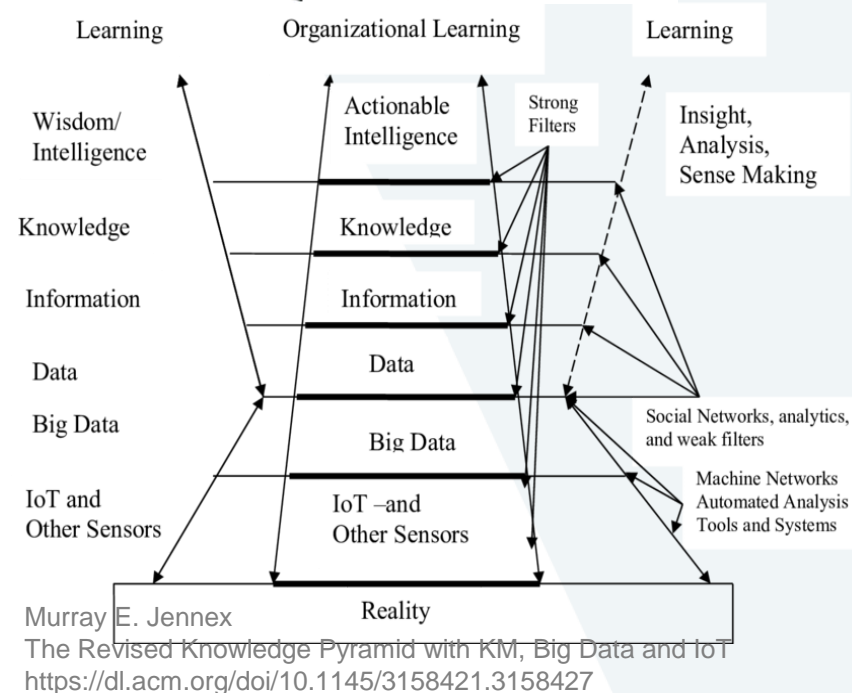 Learning
Organizational Learning
Learning
Wisdom/
Intelligence
Actionable
Intelligence
Strong
Filters
Insight,
Analysis,
Sense Making
Knowledge
Knowledge
Information
Information
Data
Data
Big Data
Big Data
Social Networks, analytics,
and weak filters
Machine Networks
Automated Analysis
Tools and Systems
IoT and
Other Sensors
IoT –and
Other Sensors
Reality
Murray E. Jennex
The Revised Knowledge Pyramid with KM, Big Data and IoT
https://dl.acm.org/doi/10.1145/3158421.3158427